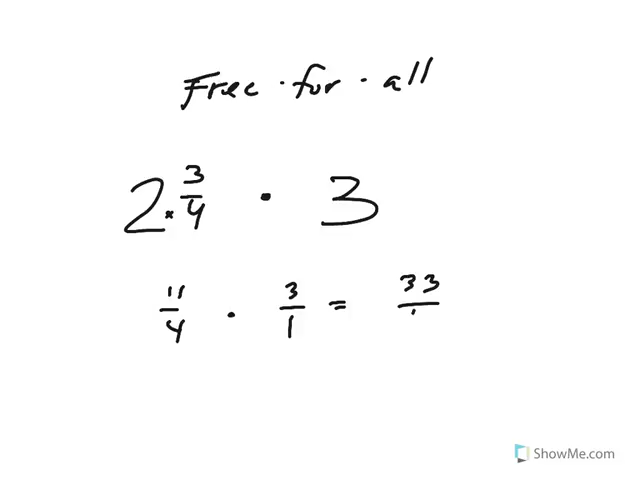 Free · for · all
2 × 3/4 · 3
11/4 · 3/1 = 33/
ShowMe.com